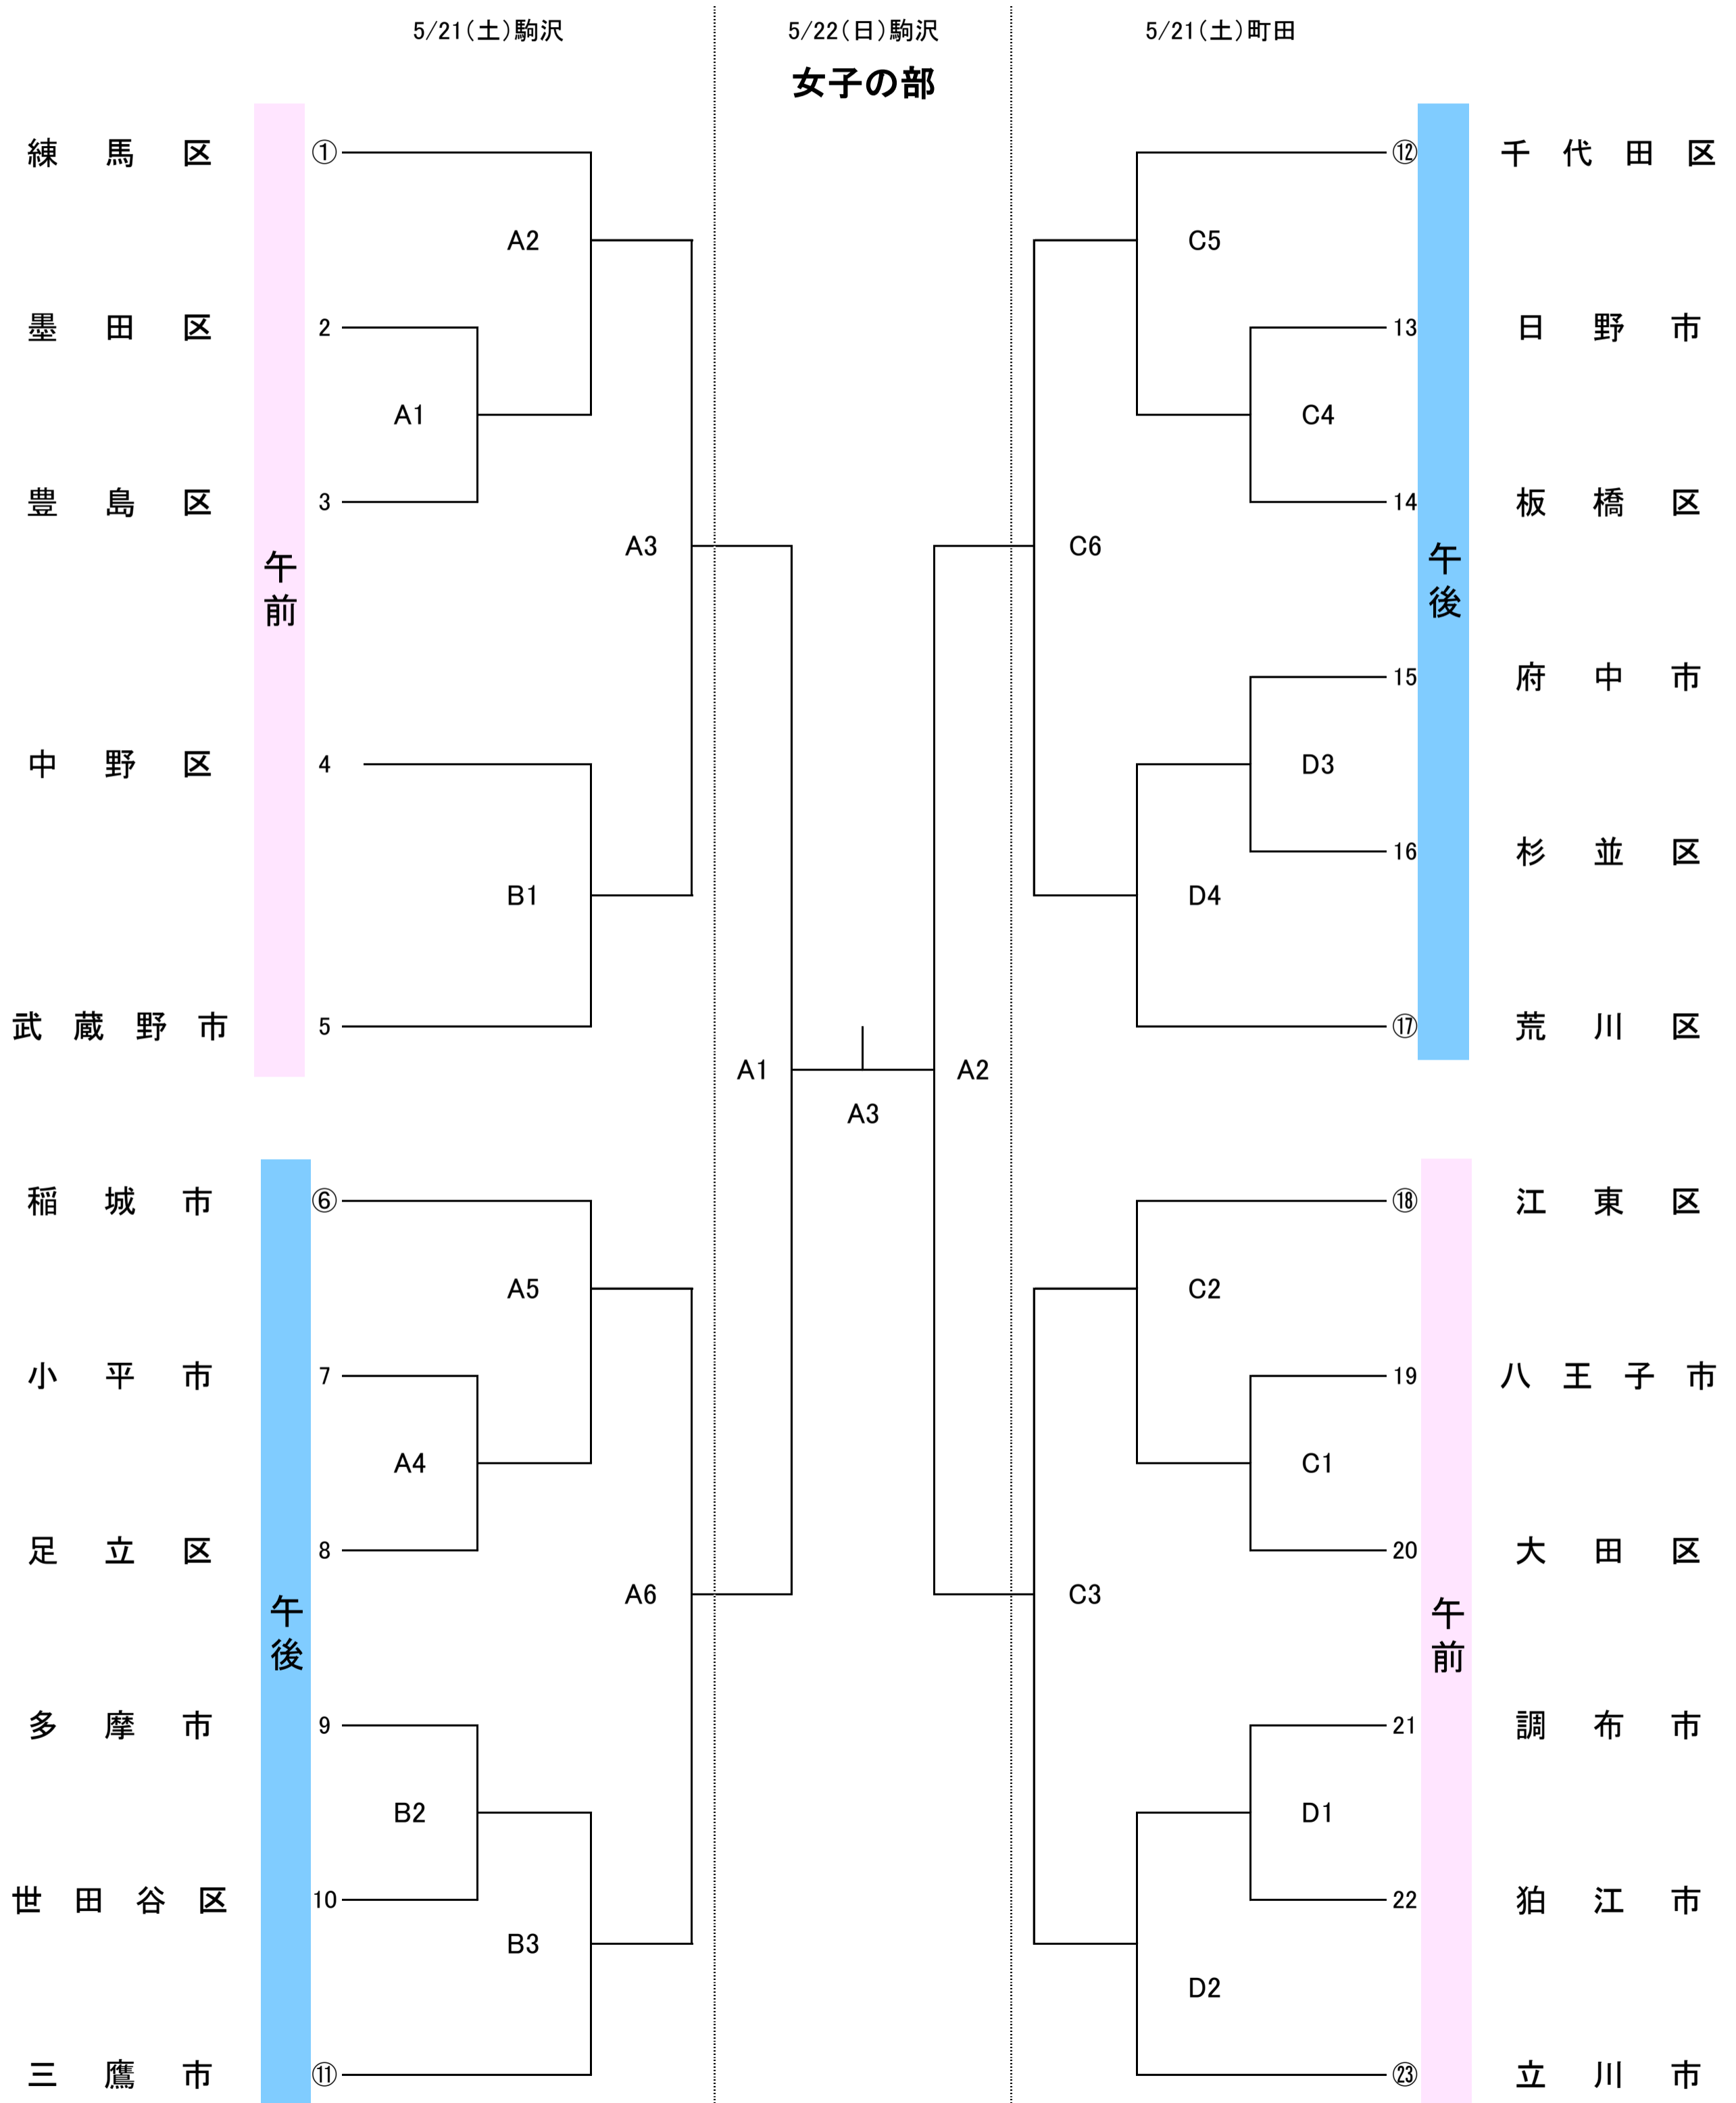 5/21(土)駒沢 5/22(日)駒沢 5/21(土)町田
女子の部
練馬区 ① ⑫ 千代田区
A2 C5
墨田区 2 13 日野市
A1 C4
豊島区 3 14 板橋区
A3 C6
午前 午後
15 府中市
中野区 4 D3
16 杉並区
B1 D4
武蔵野市 5 ⑰ 荒川区
A1 A2
A3
稲城市 ⑥ ⑱ 江東区
A5 C2
小平市 7 19 八王子市
A4 C1
足立区 8 20 大田区
A6 C3
午後 午前
多摩市 9 21 調布市
B2 D1
世田谷区 10 22 狛江市
B3
D2
三鷹市 ⑪ ㉓ 立川市